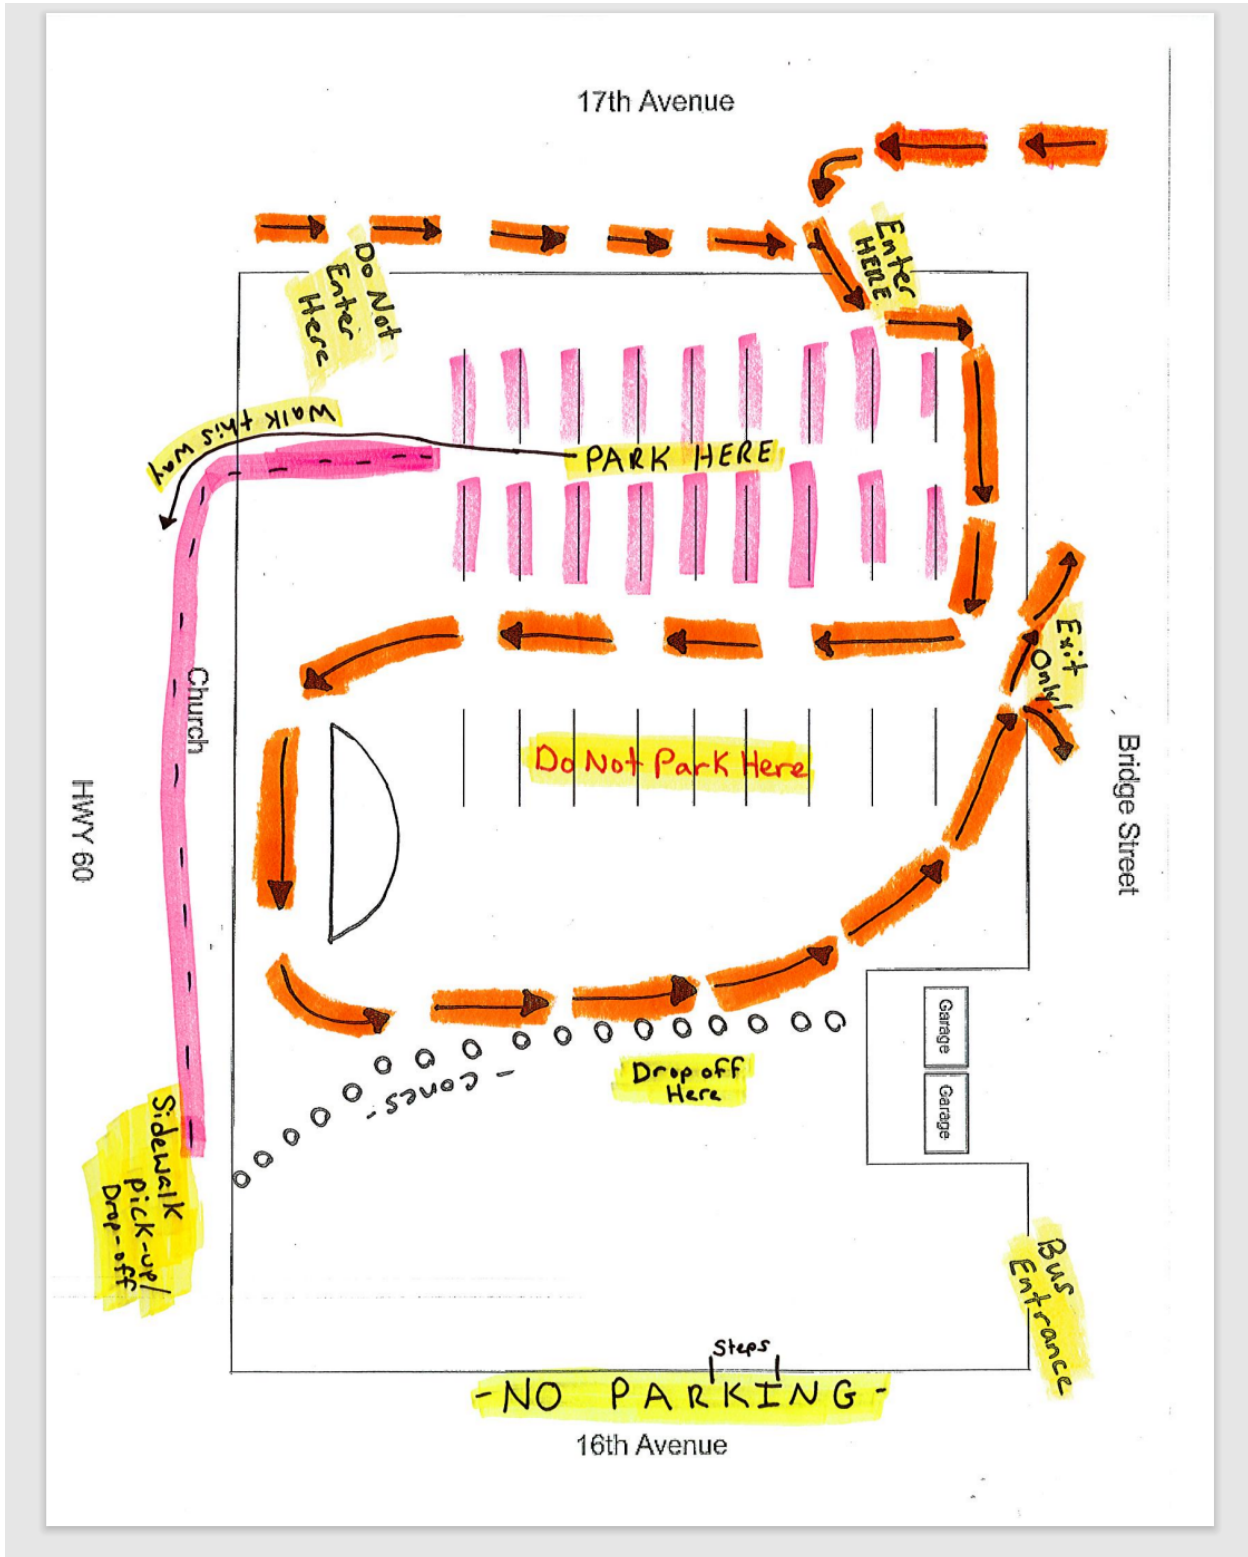 17th Avenue
Enter
HERE
Do Not
Enter
Here
Walk this way
PARK HERE
Exit
Only!
Church
Do Not Park Here
Bridge Street
HWY 60
Garage
Garage
Drop off
Here
- cones -
Sidewalk
pick-up/
Drop-off
Bus
Entrance
Steps
-NO PARKING-
16th Avenue